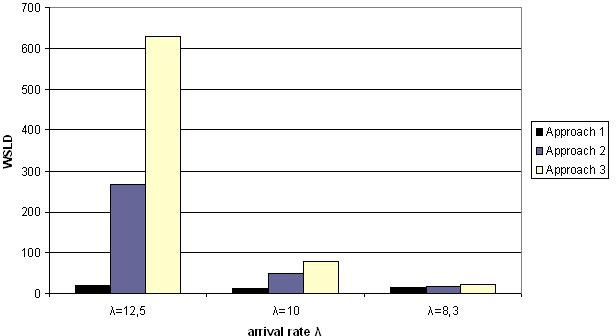 700
600
500
400
300
200
100
0
WSLD
λ=12,5
λ=10
λ=8,3
arrival rate λ
Approach 1
Approach 2
Approach 3